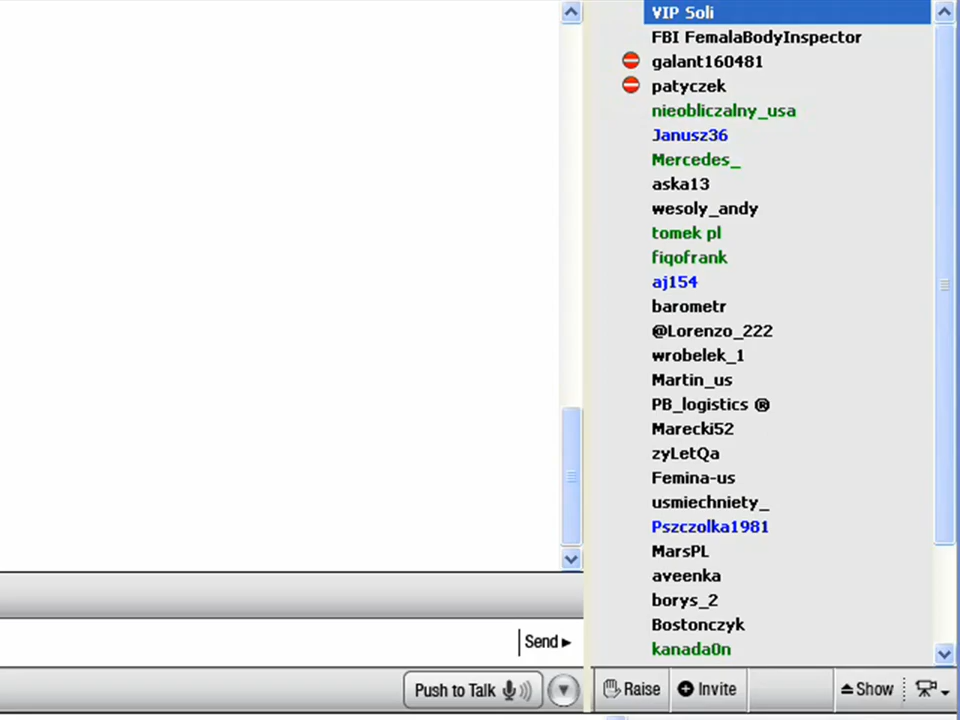 VIP Soli
FBI FemalaBodyInspector
galant160481
patyczek
nieobliczalny_usa
Janusz36
Mercedes_
aska13
wesoly_andy
tomek pl
fiqofrank
aj154
barometr
@Lorenzo_222
wrobelek_1
Martin_us
PB_logistics ®
Marecki52
zyLetQa
Femina-us
usmiechniety_
Pszczolka1981
MarsPL
aveenka
borys_2
Bostonczyk
kanada0n
Send
Push to Talk
Raise
Invite
Show